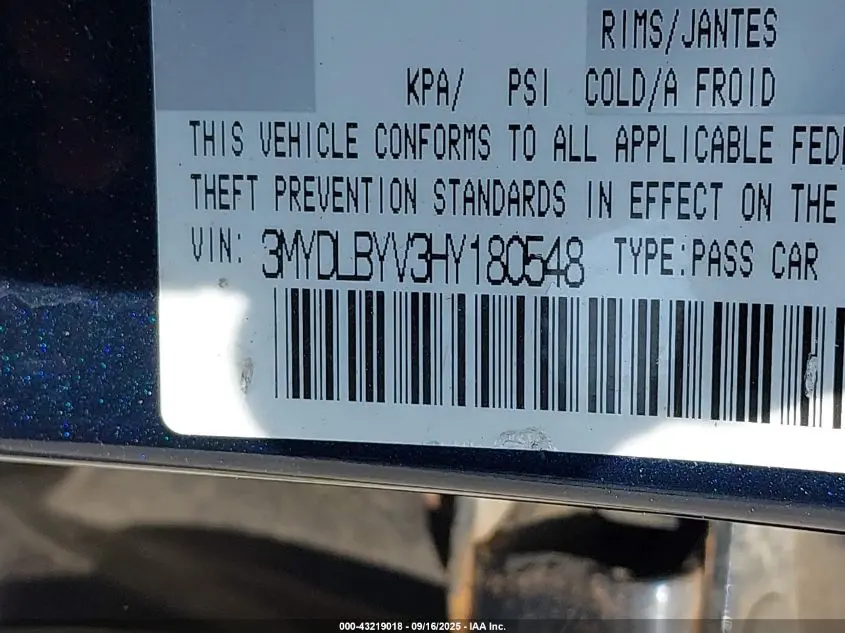 RIMS/JANTES
KPA/ PSI COLD/A FROID
THIS VEHICLE CONFORMS TO ALL APPLICABLE FEDE
THEFT PREVENTION STANDARDS IN EFFECT ON THE
VIN: 3MYDLBYV3HY180548 TYPE:PASS CAR
000-43219018 - 09/16/2025 - IAA Inc.